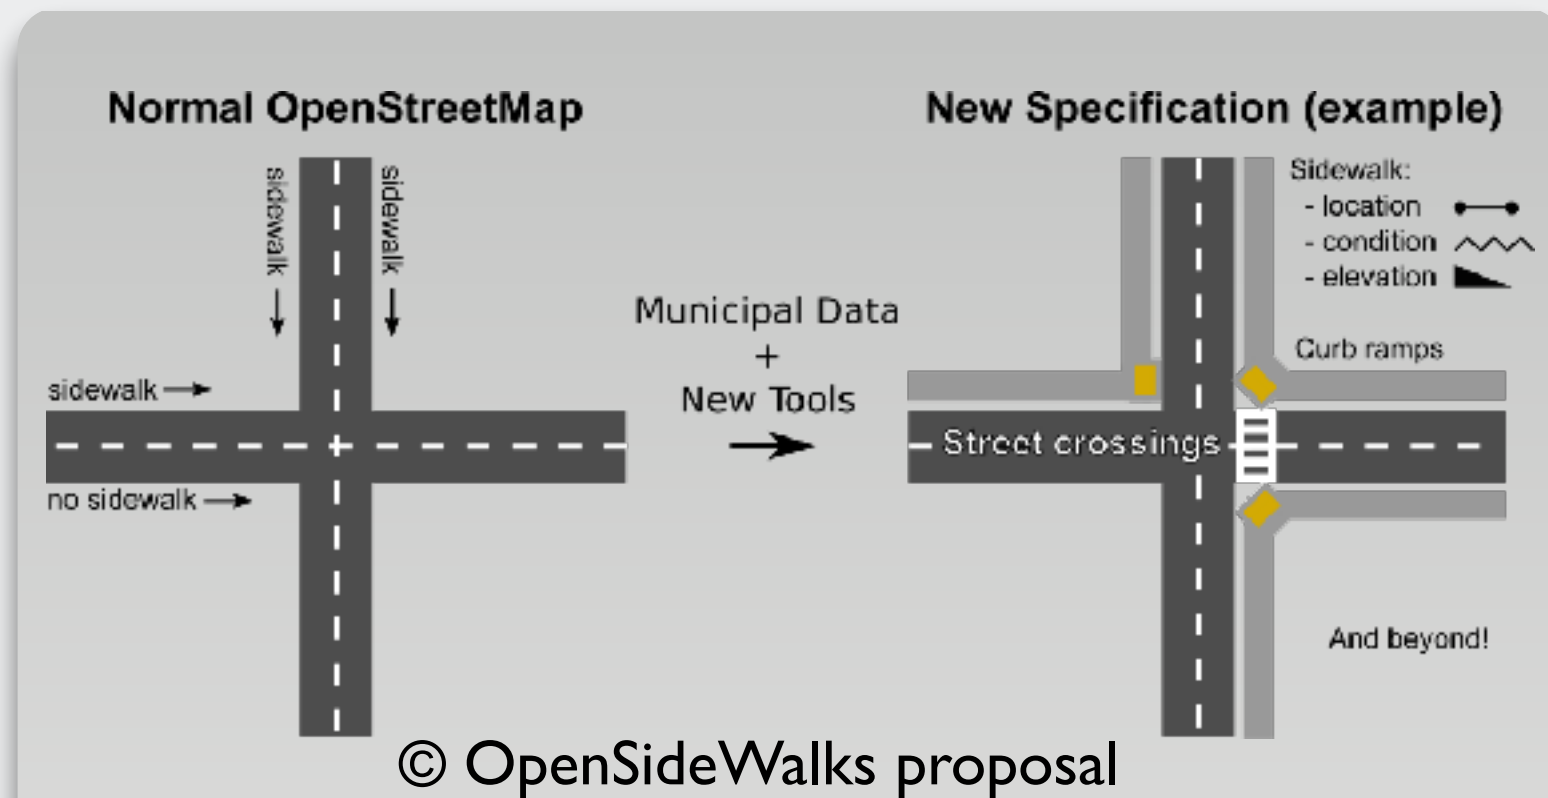 Normal OpenStreetMap
sidewalk
sidewalk
sidewalk
no sidewalk
Municipal Data
+
New Tools
New Specification (example)
Sidewalk:
- location
- condition
- elevation
Curb ramps
Street crossings
And beyond!
© OpenSideWalks proposal